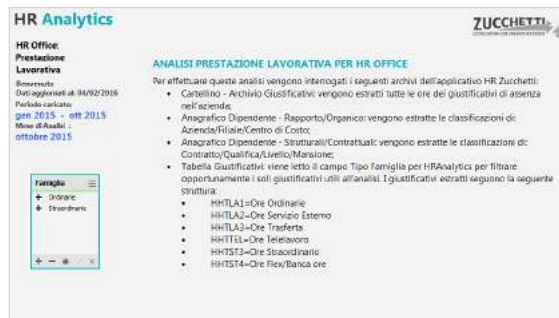 HR Analytics
ZUCCHETTI
HR Office:
Prestazione
Lavorativa
Benvenuto
Dati aggiornati al: 04/02/2016
Periodo caricato:
gen 2015 - ott 2015
Mese di Analisi :
ottobre 2015
Famiglia
Ordinarie
Straordinarie
ANALISI PRESTAZIONE LAVORATIVA PER HR OFFICE
Per effettuare queste analisi vengono interrogati i seguenti archivi dell'applicativo HR Zucchetti:
• Cartellino - Archivio Giustificativi: vengono estratti tutte le ore dei giustificativi di assenza
nell'azienda;
• Anagrafico Dipendente - Rapporto/Organico: vengono estratte le classificazioni di:
Azienda/Filiale/Centro di Costo;
• Anagrafico Dipendente - Strutturali/Contrattuali: vengono estratte le classificazioni di:
Contratto/Qualifica/Livello/Mansione;
• Tabella Giustificativi: viene letto il campo Tipo Famiglia per HRAnalytics per filtrare
opportunamente i soli giustificativi utili all'analisi. I giustificativi estratti seguono la seguente
struttura:
• HHTLA1=Ore Ordinarie
• HHTLA2=Ore Servizio Esterno
• HHTLA3=Ore Trasferta
• HHTTEL=Ore Telelavoro
• HHTST3=Ore Straordinario
• HHTST4=Ore Flex/Banca ore